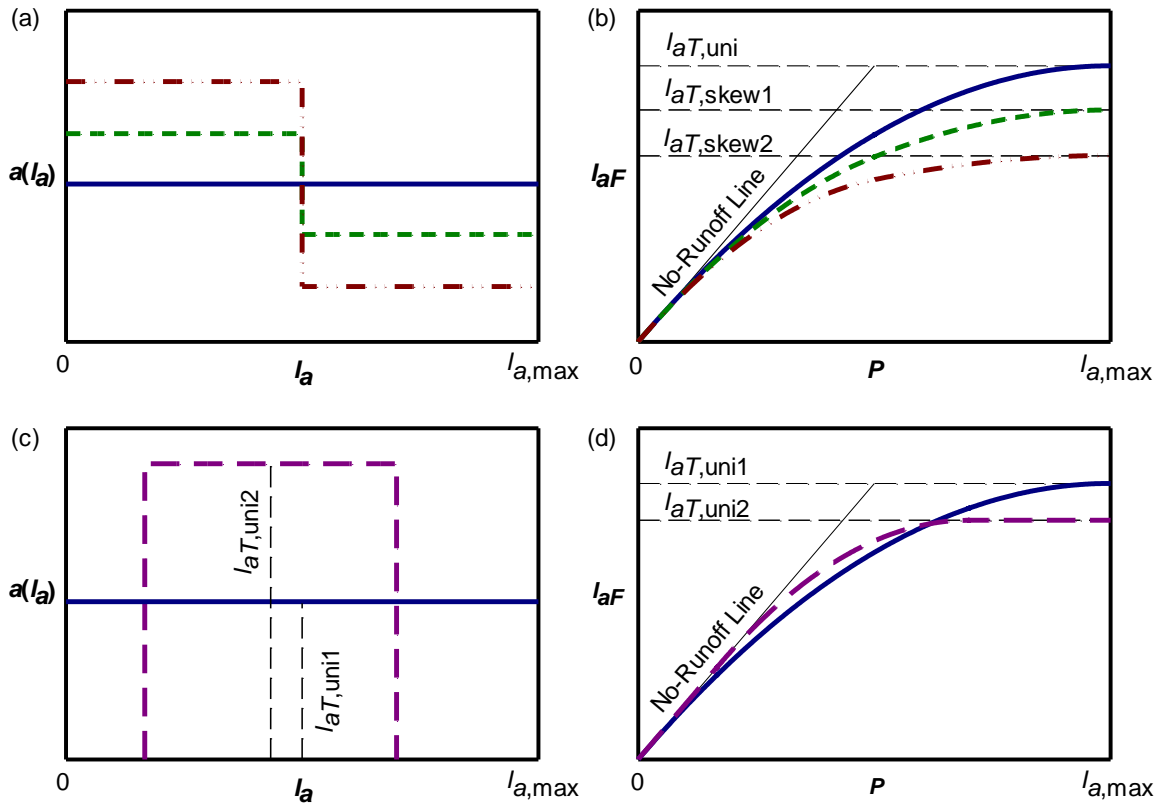 (a)
a(Ia)
0
Ia
Ia,max
(b)
IaT,uni
IaT,skew1
IaT,skew2
IaF
No-Runoff Line
0
P
Ia,max
(c)
a(Ia)
IaT,uni2
IaT,uni1
0
Ia
Ia,max
(d)
IaT,uni1
IaT,uni2
IaF
No-Runoff Line
0
P
Ia,max